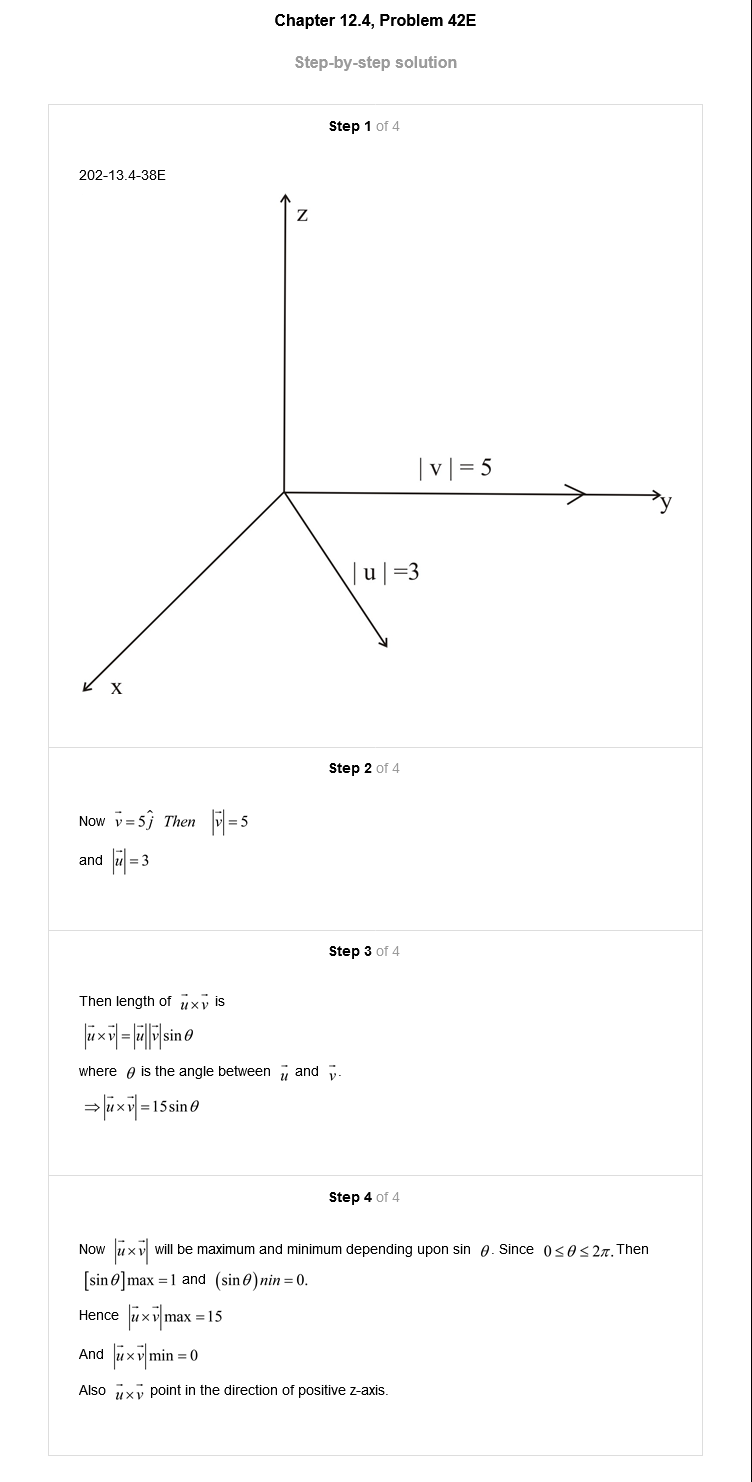 Chapter 12.4, Problem 42E
Step-by-step solution
Step 1 of 4
202-13.4-38E
z
| v | = 5
y
| u | =3
x
Step 2 of 4
Now $\vec{v} = 5\hat{j}$ Then $|\vec{v}| = 5$
and $|\vec{u}| = 3$
Step 3 of 4
Then length of $\vec{u} \times \vec{v}$ is
$|\vec{u} \times \vec{v}| = |\vec{u}||\vec{v}| \sin\theta$
where $\theta$ is the angle between $\vec{u}$ and $\vec{v}$.
$\Rightarrow |\vec{u} \times \vec{v}| = 15 \sin\theta$
Step 4 of 4
Now $|\vec{u} \times \vec{v}|$ will be maximum and minimum depending upon sin $\theta$. Since $0 \le \theta \le 2\pi$. Then
$[\sin\theta]$ max = 1 and $(\sin\theta)$ nin = 0.
Hence $|\vec{u} \times \vec{v}|$ max = 15
And $|\vec{u} \times \vec{v}|$ min = 0
Also $\vec{u} \times \vec{v}$ point in the direction of positive z-axis.